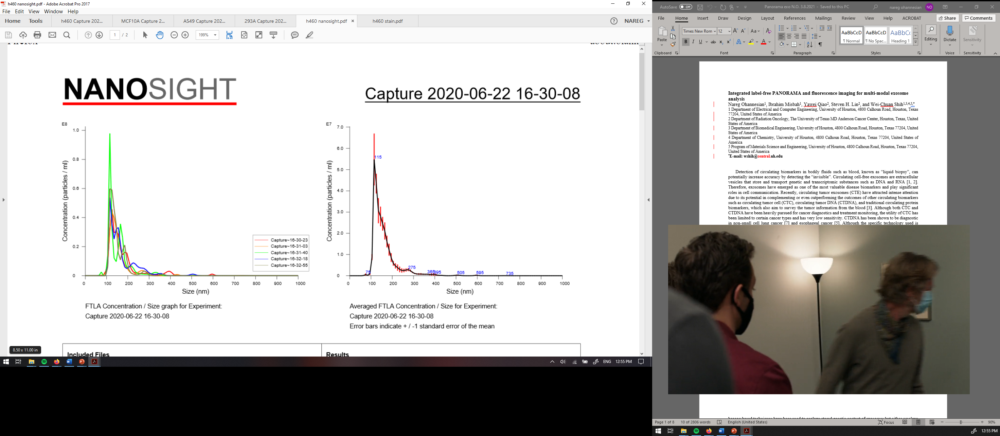 h460 nanosight.pdf - Adobe Acrobat Pro 2017
File Edit View Window Help
Home Tools h460 Capture 202... MCF10A Capture 2... A549 Capture 202... 293A Capture 202... h460 nanosight.pdf × h460 stain.pdf NAREG
1 / 2 199%
NANOSIGHT
Capture 2020-06-22 16-30-08
E8
1.0
0.8
0.6
0.4
0.2
0
Concentration (particles / ml)
0 100 200 300 400 500 600 700 800 900 1000
Size (nm)
Capture~16-30-23
Capture~16-31-03
Capture~16-31-40
Capture~16-32-18
Capture~16-32-55
FTLA Concentration / Size graph for Experiment:
Capture 2020-06-22 16-30-08
E7
7.0
6.0
5.0
4.0
3.0
2.0
1.0
0
Concentration (particles / ml)
115
75 275 365 395 505 595 735
0 100 200 300 400 500 600 700 800 900 1000
Size (nm)
Averaged FTLA Concentration / Size for Experiment:
Capture 2020-06-22 16-30-08
Error bars indicate + / -1 standard error of the mean
8.50 x 11.00 in
Included Files Results
ENG 12:55 PM
AutoSave Off Panorama exo N.O. 3.8.2021 - Saved to this PC nareg ohannesian NO
File Home Insert Draw Design Layout References Mailings Review View Help ACROBAT Share Comments
Times New Rom 12
Paste
AaBbCcD AaBbCcD AaBbCc
¶ Normal ¶ No Spac... Heading 1
Editing Dictate Sensitivity
Clipboard Font Paragraph Styles Voice Sensitivity
Integrated label-free PANORAMA and fluorescence imaging for multi-modal exosome
analysis
Nareg Ohannesian1, Ibrahim Misbah1, Yawei Qiao2, Steven H. Lin2, and Wei-Chuan Shih1,3,4,5,*
1 Department of Electrical and Computer Engineering, University of Houston, 4800 Calhoun Road, Houston, Texas
77204, United States of America
2 Department of Radiation Oncology, The University of Texas MD Anderson Cancer Center, Houston, Texas, United
States of America
3 Department of Biomedical Engineering, University of Houston, 4800 Calhoun Road, Houston, Texas 77204, United
States of America
4 Department of Chemistry, University of Houston, 4800 Calhoun Road, Houston, Texas 77204, United States of
America
5 Program of Materials Science and Engineering, University of Houston, 4800 Calhoun Road, Houston, Texas 77204,
United States of America
*E-mail: wshih@central.uh.edu
Detection of circulating biomarkers in bodily fluids such as blood, known as “liquid biopsy”, can
potentially increase accuracy by detecting the “invisible”. Circulating cell-free exosomes are extracellular
vesicles that store and transport genetic and transcriptomic substances such as DNA and RNA [1, 2].
Therefore, exosomes have emerged as one of the most valuable disease biomarkers and play significant
roles in cell communication. Recently, circulating tumor exosomes (CTE) have attracted intense attention
due to its potential in complementing or even outperforming the outcomes of other circulating biomarkers
such as circulating tumor cell (CTC), circulating tumor DNA (CTDNA), and traditional circulating protein
biomarkers, which also aim to survey the tumor information from the blood [3]. Although both CTC and
CTDNA have been heavily pursued for cancer diagnostics and treatment monitoring, the utility of CTC has
been limited to certain cancer types and has very low sensitivity. CTDNA has been shown to be diagnostic
in non-small cell lung cancer [7] and esophageal cancer [5]. Although the specific technology used is
Page 1 of 8 10 of 2806 words English (United States) Focus 90%
12:55 PM